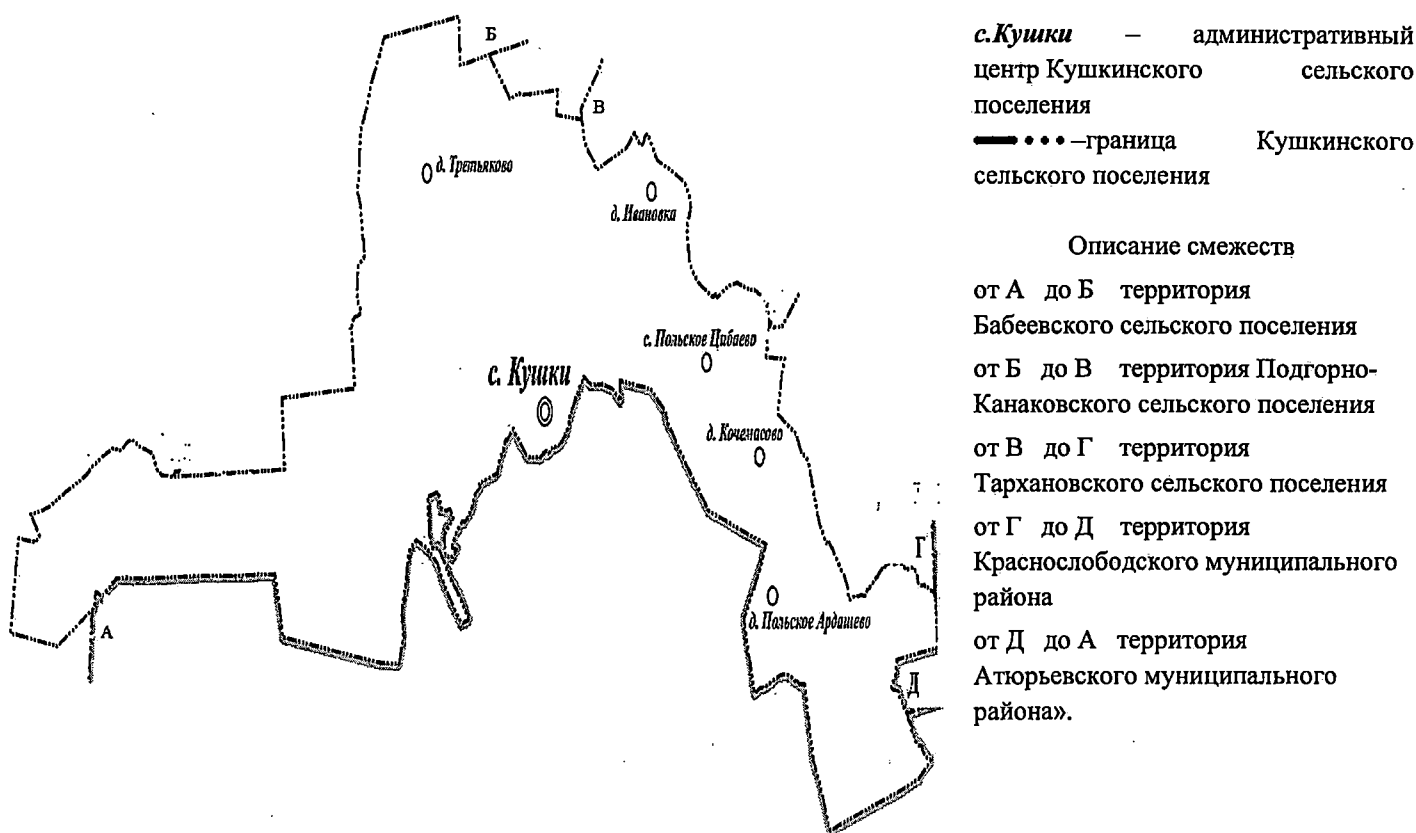 Б
В
д. Третьяково
д. Ивановка
с. Польское Цибаево
с. Кушки
д. Кочемасово
Г
д. Польское Ардашево
А
Д
с.Кушки – административный
центр Кушкинского сельского
поселения
–граница Кушкинского
сельского поселения
Описание смежеств
от А до Б территория
Бабеевского сельского поселения
от Б до В территория Подгорно-
Канаковского сельского поселения
от В до Г территория
Тархановского сельского поселения
от Г до Д территория
Краснослободского муниципального
района
от Д до А территория
Атюрьевского муниципального
района».